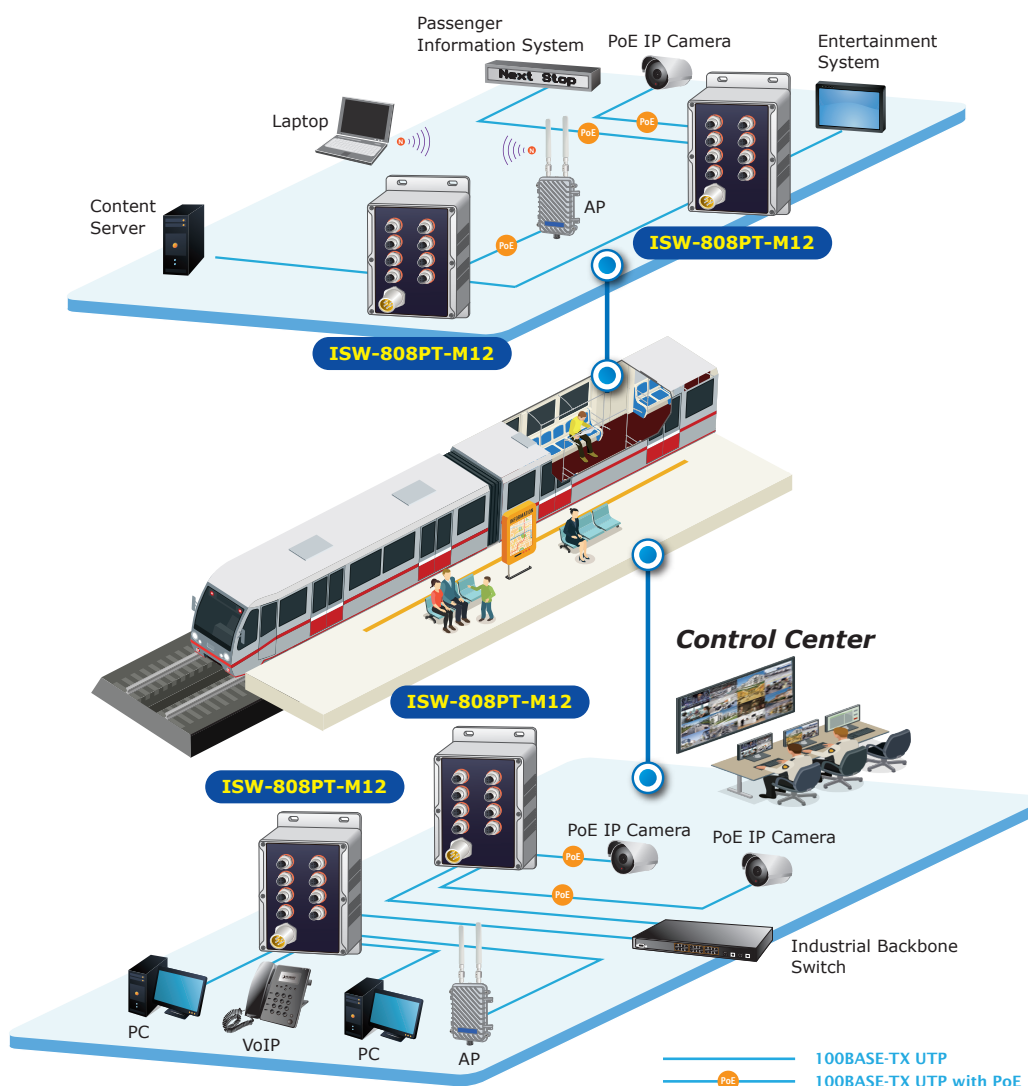 Passenger
Information System
PoE IP Camera
Entertainment
System
Next Stop
Laptop
PoE
PoE
N
N
AP
Content
Server
PoE
ISW-808PT-M12
ISW-808PT-M12
INFORMATION
Control Center
ISW-808PT-M12
ISW-808PT-M12
PoE IP Camera
PoE IP Camera
PoE
PoE
Industrial Backbone
Switch
PC
VoIP
PC
AP
100BASE-TX UTP
PoE
100BASE-TX UTP with PoE